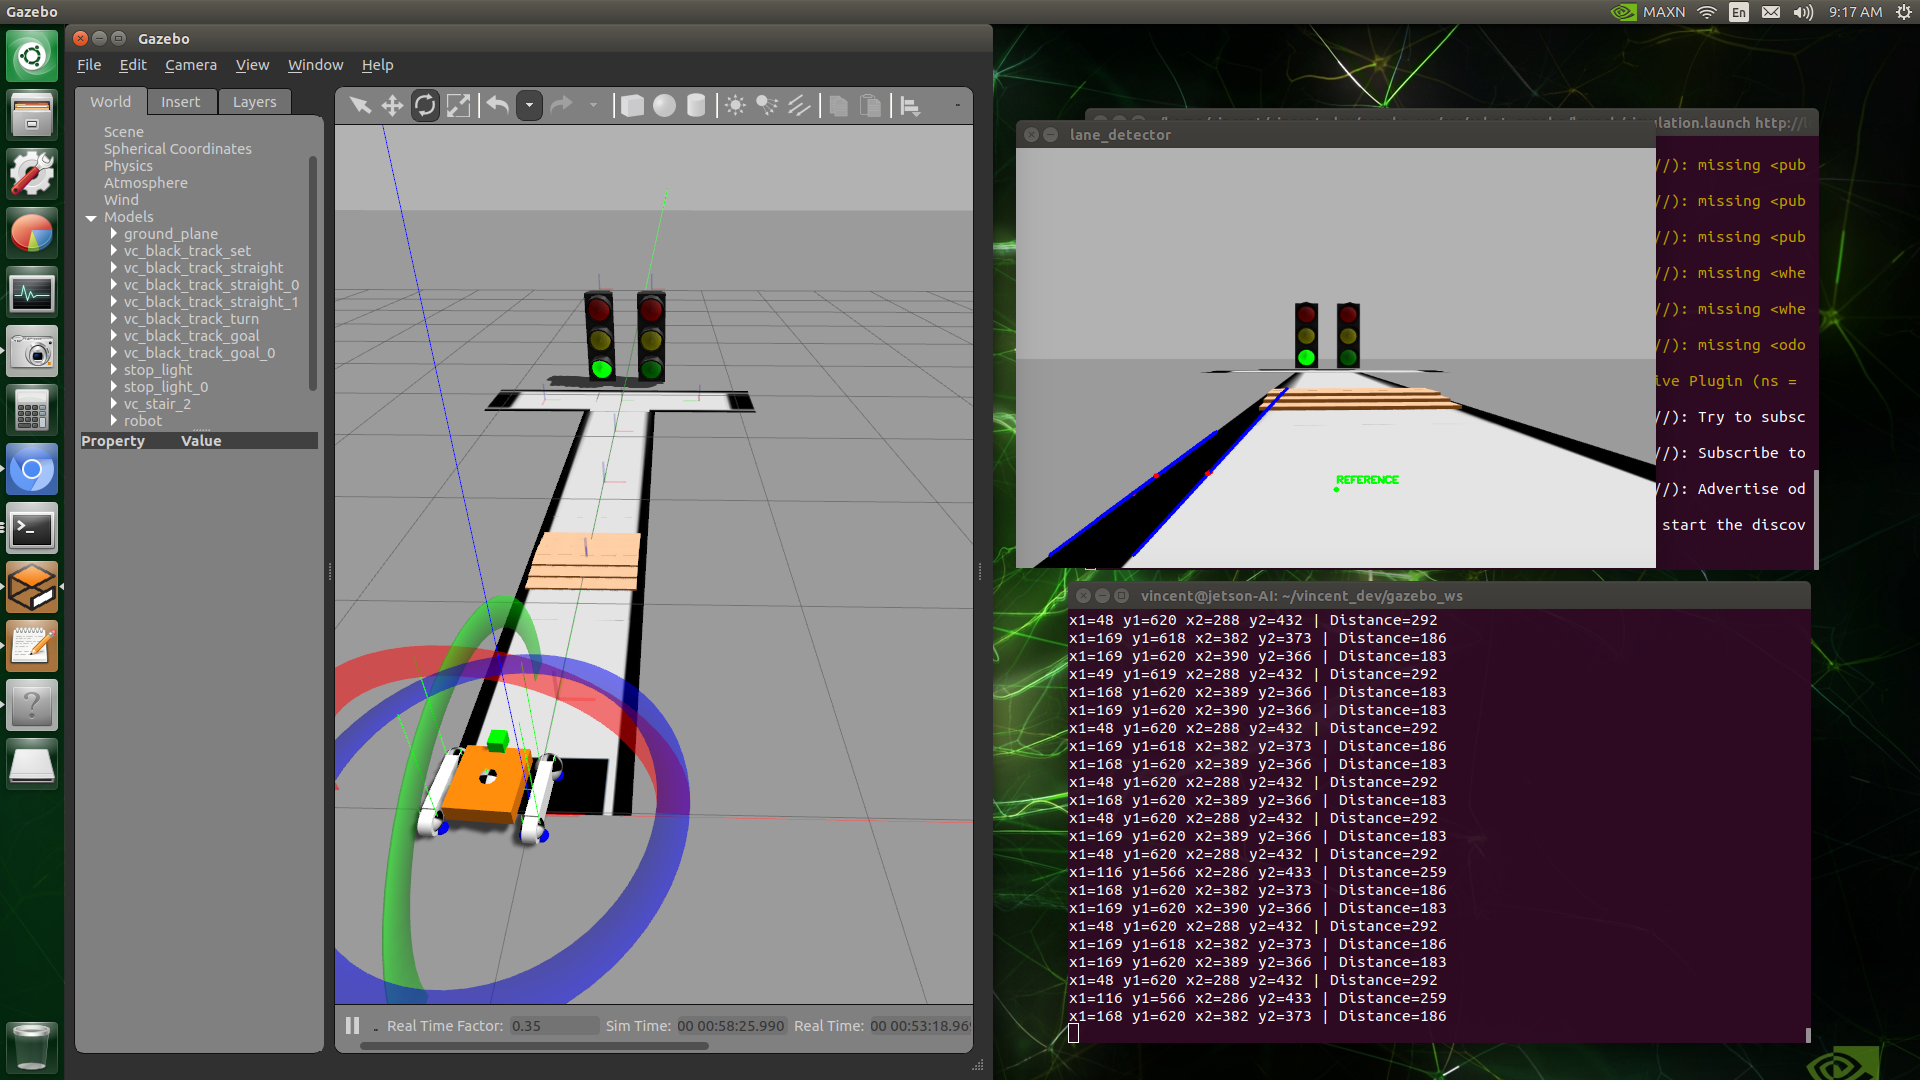 Gazebo
MAXN
En
9:17 AM
Gazebo
File Edit Camera View Window Help
World Insert Layers
Scene
Spherical Coordinates
Physics
Atmosphere
Wind
Models
ground_plane
vc_black_track_set
vc_black_track_straight
vc_black_track_straight_0
vc_black_track_straight_1
vc_black_track_turn
vc_black_track_goal
vc_black_track_goal_0
stop_light
stop_light_0
vc_stair_2
robot
Property Value
Real Time Factor: 0.35 Sim Time: 00 00:58:25.990 Real Time: 00 00:53:18.96
ulation.launch http://l
lane_detector
REFERENCE
//): missing <pub
//): missing <pub
//): missing <pub
//): missing <whe
//): missing <whe
//): missing <odo
ive Plugin (ns =
//): Try to subsc
//): Subscribe to
//): Advertise od
start the discov
vincent@jetson-AI: ~/vincent_dev/gazebo_ws
x1=48 y1=620 x2=288 y2=432 | Distance=292
x1=169 y1=618 x2=382 y2=373 | Distance=186
x1=169 y1=620 x2=390 y2=366 | Distance=183
x1=49 y1=619 x2=288 y2=432 | Distance=292
x1=168 y1=620 x2=389 y2=366 | Distance=183
x1=169 y1=620 x2=390 y2=366 | Distance=183
x1=48 y1=620 x2=288 y2=432 | Distance=292
x1=169 y1=618 x2=382 y2=373 | Distance=186
x1=168 y1=620 x2=389 y2=366 | Distance=183
x1=48 y1=620 x2=288 y2=432 | Distance=292
x1=168 y1=620 x2=389 y2=366 | Distance=183
x1=48 y1=620 x2=288 y2=432 | Distance=292
x1=169 y1=620 x2=389 y2=366 | Distance=183
x1=48 y1=620 x2=288 y2=432 | Distance=292
x1=116 y1=566 x2=286 y2=433 | Distance=259
x1=168 y1=620 x2=382 y2=373 | Distance=186
x1=169 y1=620 x2=390 y2=366 | Distance=183
x1=48 y1=620 x2=288 y2=432 | Distance=292
x1=169 y1=618 x2=382 y2=373 | Distance=186
x1=169 y1=620 x2=389 y2=366 | Distance=183
x1=48 y1=620 x2=288 y2=432 | Distance=292
x1=116 y1=566 x2=286 y2=433 | Distance=259
x1=168 y1=620 x2=382 y2=373 | Distance=186